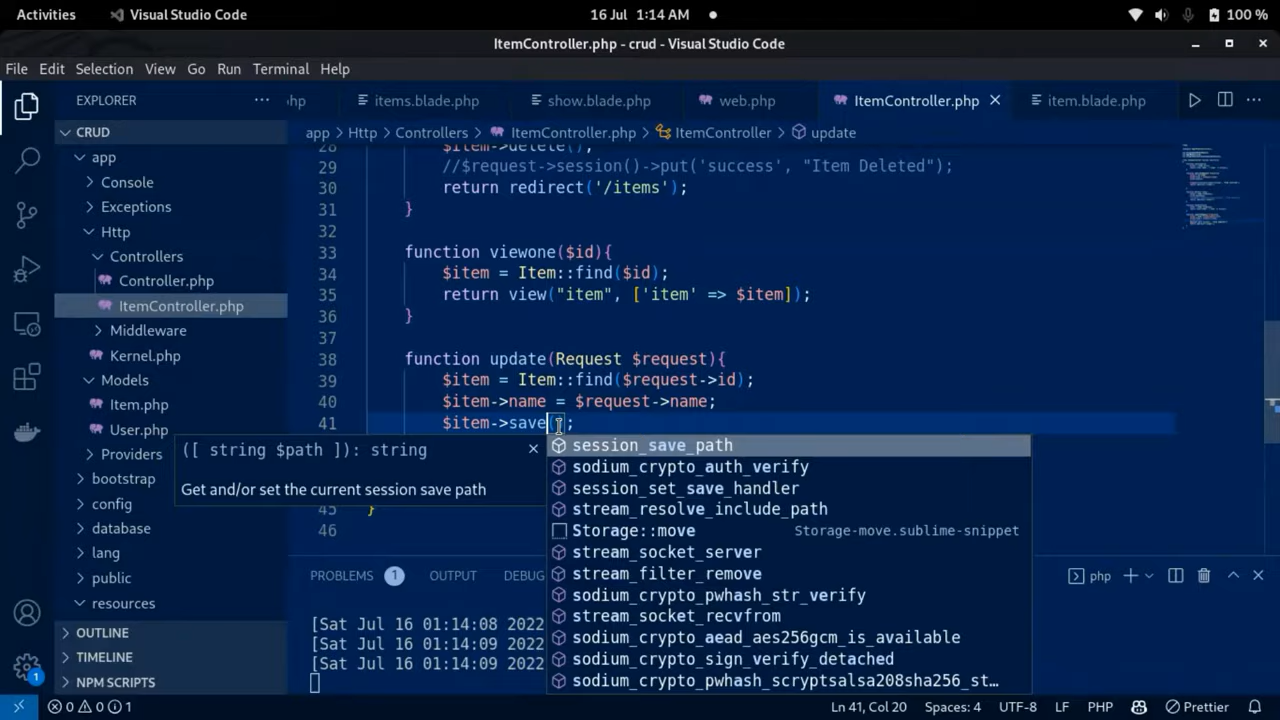 Activities Visual Studio Code 16 Jul 1:14 AM 100 %
ItemController.php - crud - Visual Studio Code
File Edit Selection View Go Run Terminal Help
EXPLORER ··· hp items.blade.php show.blade.php web.php ItemController.php item.blade.php ···
CRUD
app > Http > Controllers > ItemController.php > ItemController > update
app
Console
Exceptions
Http
Controllers
Controller.php
ItemController.php
Middleware
Kernel.php
Models
Item.php
User.php
Providers
bootstrap
config
database
lang
public
resources
OUTLINE
TIMELINE
NPM SCRIPTS
28 $item->delete();
29 //$request->session()->put('success', "Item Deleted");
30 return redirect('/items');
31 }
32
33 function viewone($id){
34 $item = Item::find($id);
35 return view("item", ['item' => $item]);
36 }
37
38 function update(Request $request){
39 $item = Item::find($request->id);
40 $item->name = $request->name;
41 $item->save();
45 }
46
([ string $path ]): string
Get and/or set the current session save path
session_save_path
sodium_crypto_auth_verify
session_set_save_handler
stream_resolve_include_path
Storage::move Storage-move.sublime-snippet
stream_socket_server
stream_filter_remove
sodium_crypto_pwhash_str_verify
stream_socket_recvfrom
sodium_crypto_aead_aes256gcm_is_available
sodium_crypto_sign_verify_detached
sodium_crypto_pwhash_scryptsalsa208sha256_st…
PROBLEMS 1 OUTPUT DEBUG php
[Sat Jul 16 01:14:08 2022
[Sat Jul 16 01:14:09 2022
[Sat Jul 16 01:14:09 2022
1
0 0 1 Ln 41, Col 20 Spaces: 4 UTF-8 LF PHP Prettier